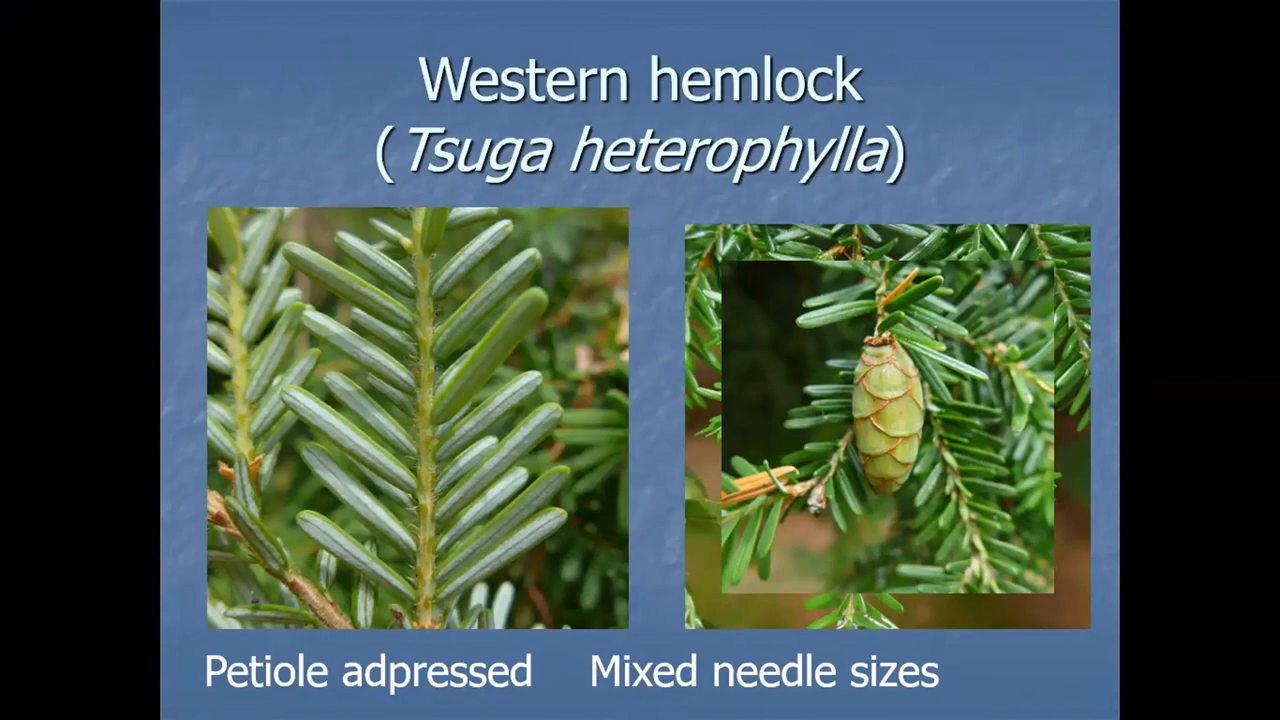 Western hemlock
(Tsuga heterophylla)
Petiole adpressed
Mixed needle sizes